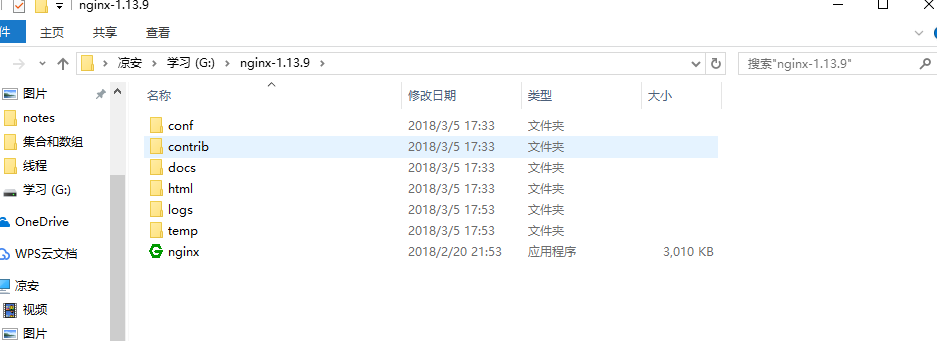 nginx-1.13.9
件 主页 共享 查看
凉安 学习 (G:) nginx-1.13.9 搜索"nginx-1.13.9"
名称 修改日期 类型 大小
图片
notes
集合和数组
线程
学习 (G:)
OneDrive
WPS云文档
凉安
视频
图片
conf 2018/3/5 17:33 文件夹
contrib 2018/3/5 17:33 文件夹
docs 2018/3/5 17:33 文件夹
html 2018/3/5 17:33 文件夹
logs 2018/3/5 17:53 文件夹
temp 2018/3/5 17:53 文件夹
nginx 2018/2/20 21:53 应用程序 3,010 KB